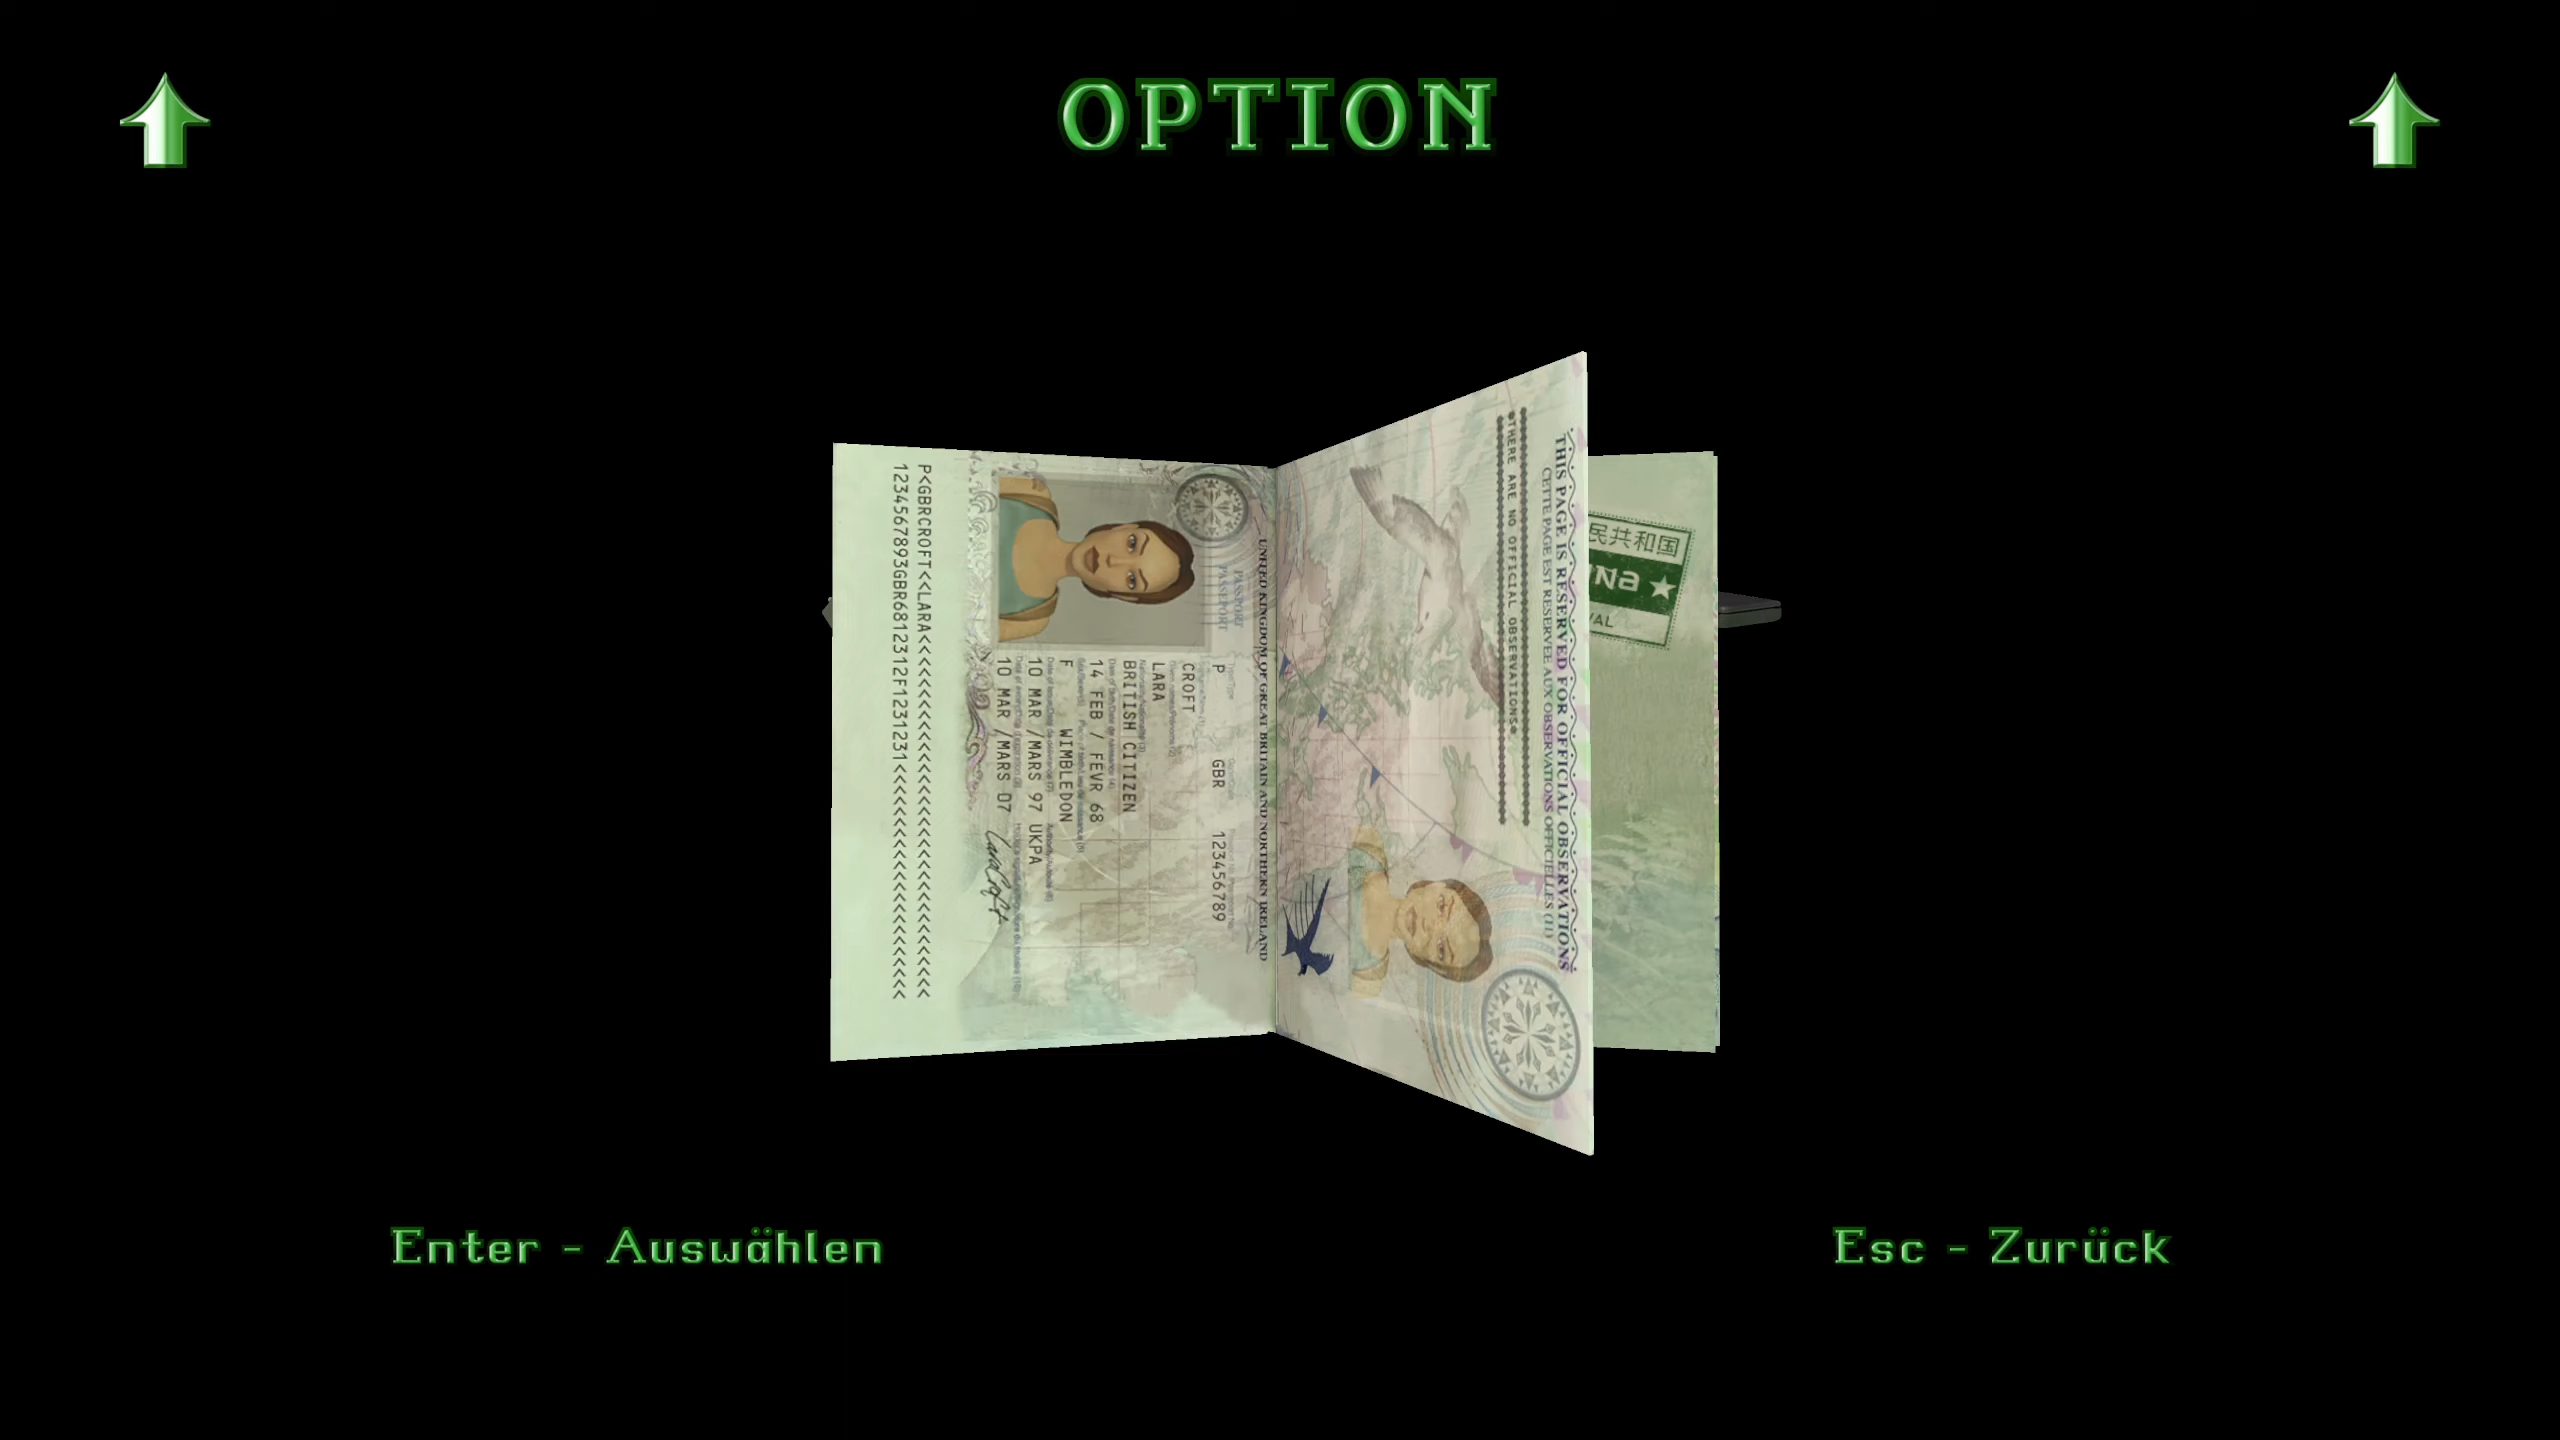 OPTION
UNITED KINGDOM OF GREAT BRITAIN AND NORTHERN IRELAND
PASSPORT
PASSEPORT
P GBR 123456789
CROFT
LARA
BRITISH CITIZEN
14 FEB / FEVR 68
F WIMBLEDON
10 MAR /MARS 97 UKPA
10 MAR /MARS 07
Lara Croft
P<GBRCROFT<<LARA<<<<<<<<<<<<<<<<<<<<<<<<<<<<
1234567893GBR6812312F1231231<<<<<<<<<<<<<<<<
THIS PAGE IS RESERVED FOR OFFICIAL OBSERVATIONS
CETTE PAGE EST RESERVEE AUX OBSERVATIONS OFFICIELLES (11)
*THERE ARE NO OFFICIAL OBSERVATIONS*
民共和国
Enter - Auswählen
Esc - Zurück